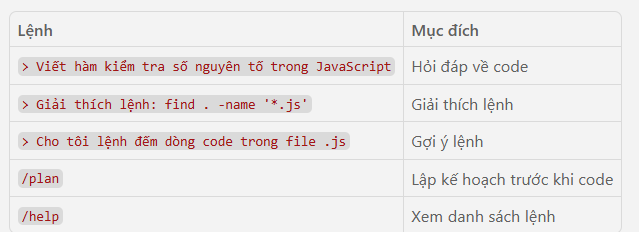 Lệnh Mục đích
> Viết hàm kiểm tra số nguyên tố trong JavaScript Hỏi đáp về code
> Giải thích lệnh: find . -name '*.js' Giải thích lệnh
> Cho tôi lệnh đếm dòng code trong file .js Gợi ý lệnh
/plan Lập kế hoạch trước khi code
/help Xem danh sách lệnh